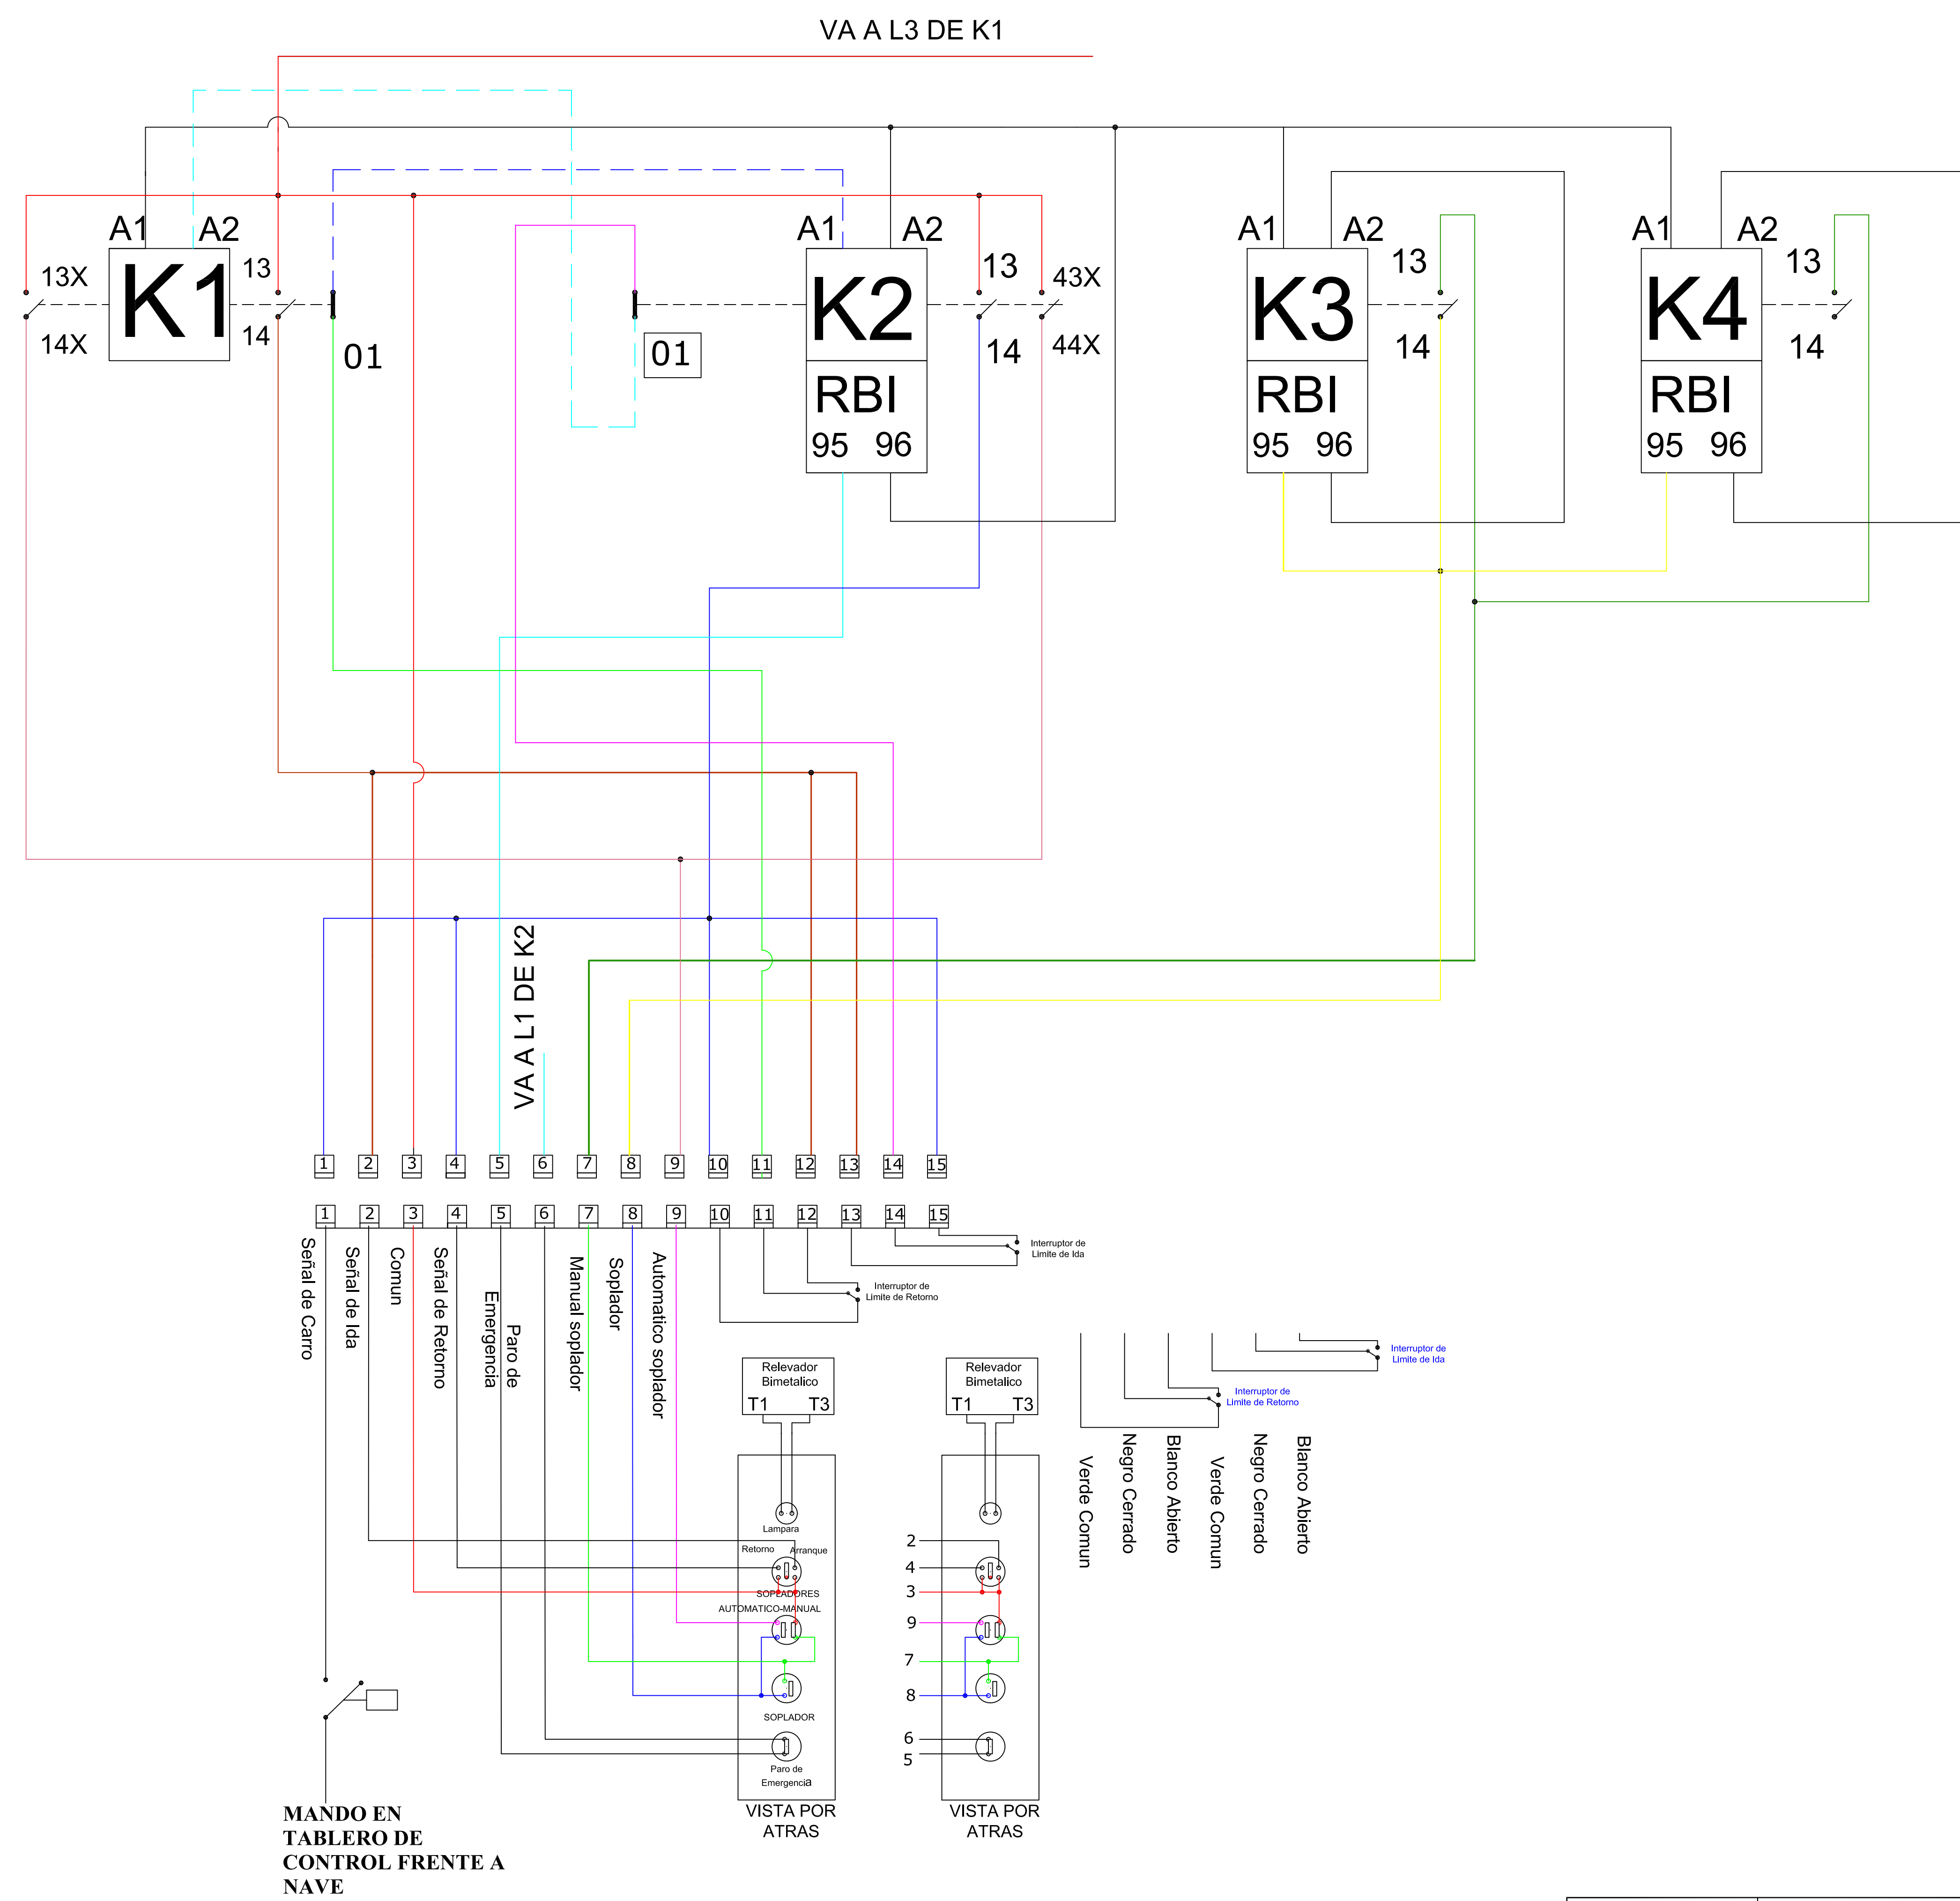 VA A L3 DE K1
A1 A2
K1
13X
14X
13
14
01
01
A1 A2
K2
RBI
95 96
13
14
43X
44X
A1 A2
K3
RBI
95 96
13
14
A1 A2
K4
RBI
95 96
13
14
VA A L1 DE K2
1 2 3 4 5 6 7 8 9 10 11 12 13 14 15
1 2 3 4 5 6 7 8 9 10 11 12 13 14 15
Señal de Carro
Señal de Ida
Comun
Señal de Retorno
Paro de
Emergencia
Manual soplador
Soplador
Automatico soplador
Interruptor de
Limite de Ida
Interruptor de
Limite de Retorno
Relevador
Bimetalico
T1 T3
Lampara
Retorno Arranque
SOPLADORES
AUTOMATICO-MANUAL
SOPLADOR
Paro de
Emergencia
VISTA POR
ATRAS
Relevador
Bimetalico
T1 T3
2
4
3
9
7
8
6
5
VISTA POR
ATRAS
Interruptor de
Limite de Ida
Interruptor de
Limite de Retorno
Verde Comun
Negro Cerrado
Blanco Abierto
Verde Comun
Negro Cerrado
Blanco Abierto
MANDO EN
TABLERO DE
CONTROL FRENTE A
NAVE